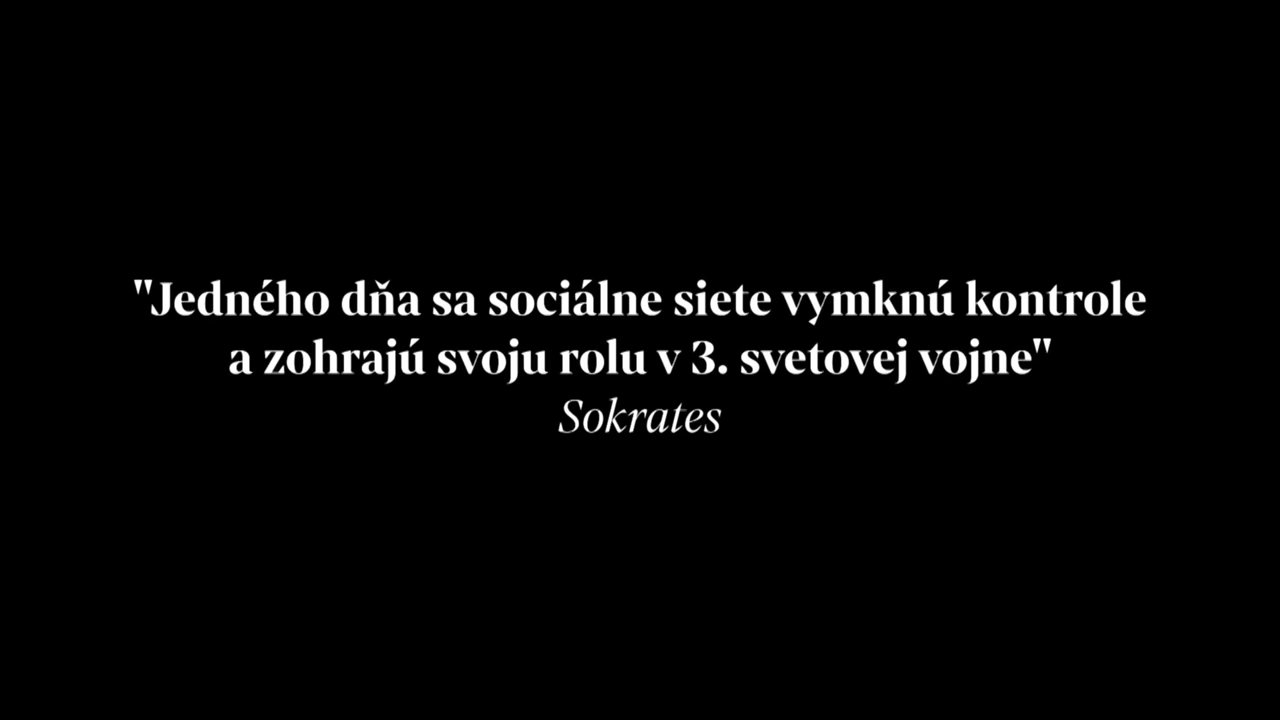 "Jedného dňa sa sociálne siete vymknú kontrole
a zohrajú svoju rolu v 3. svetovej vojne"
Sokrates